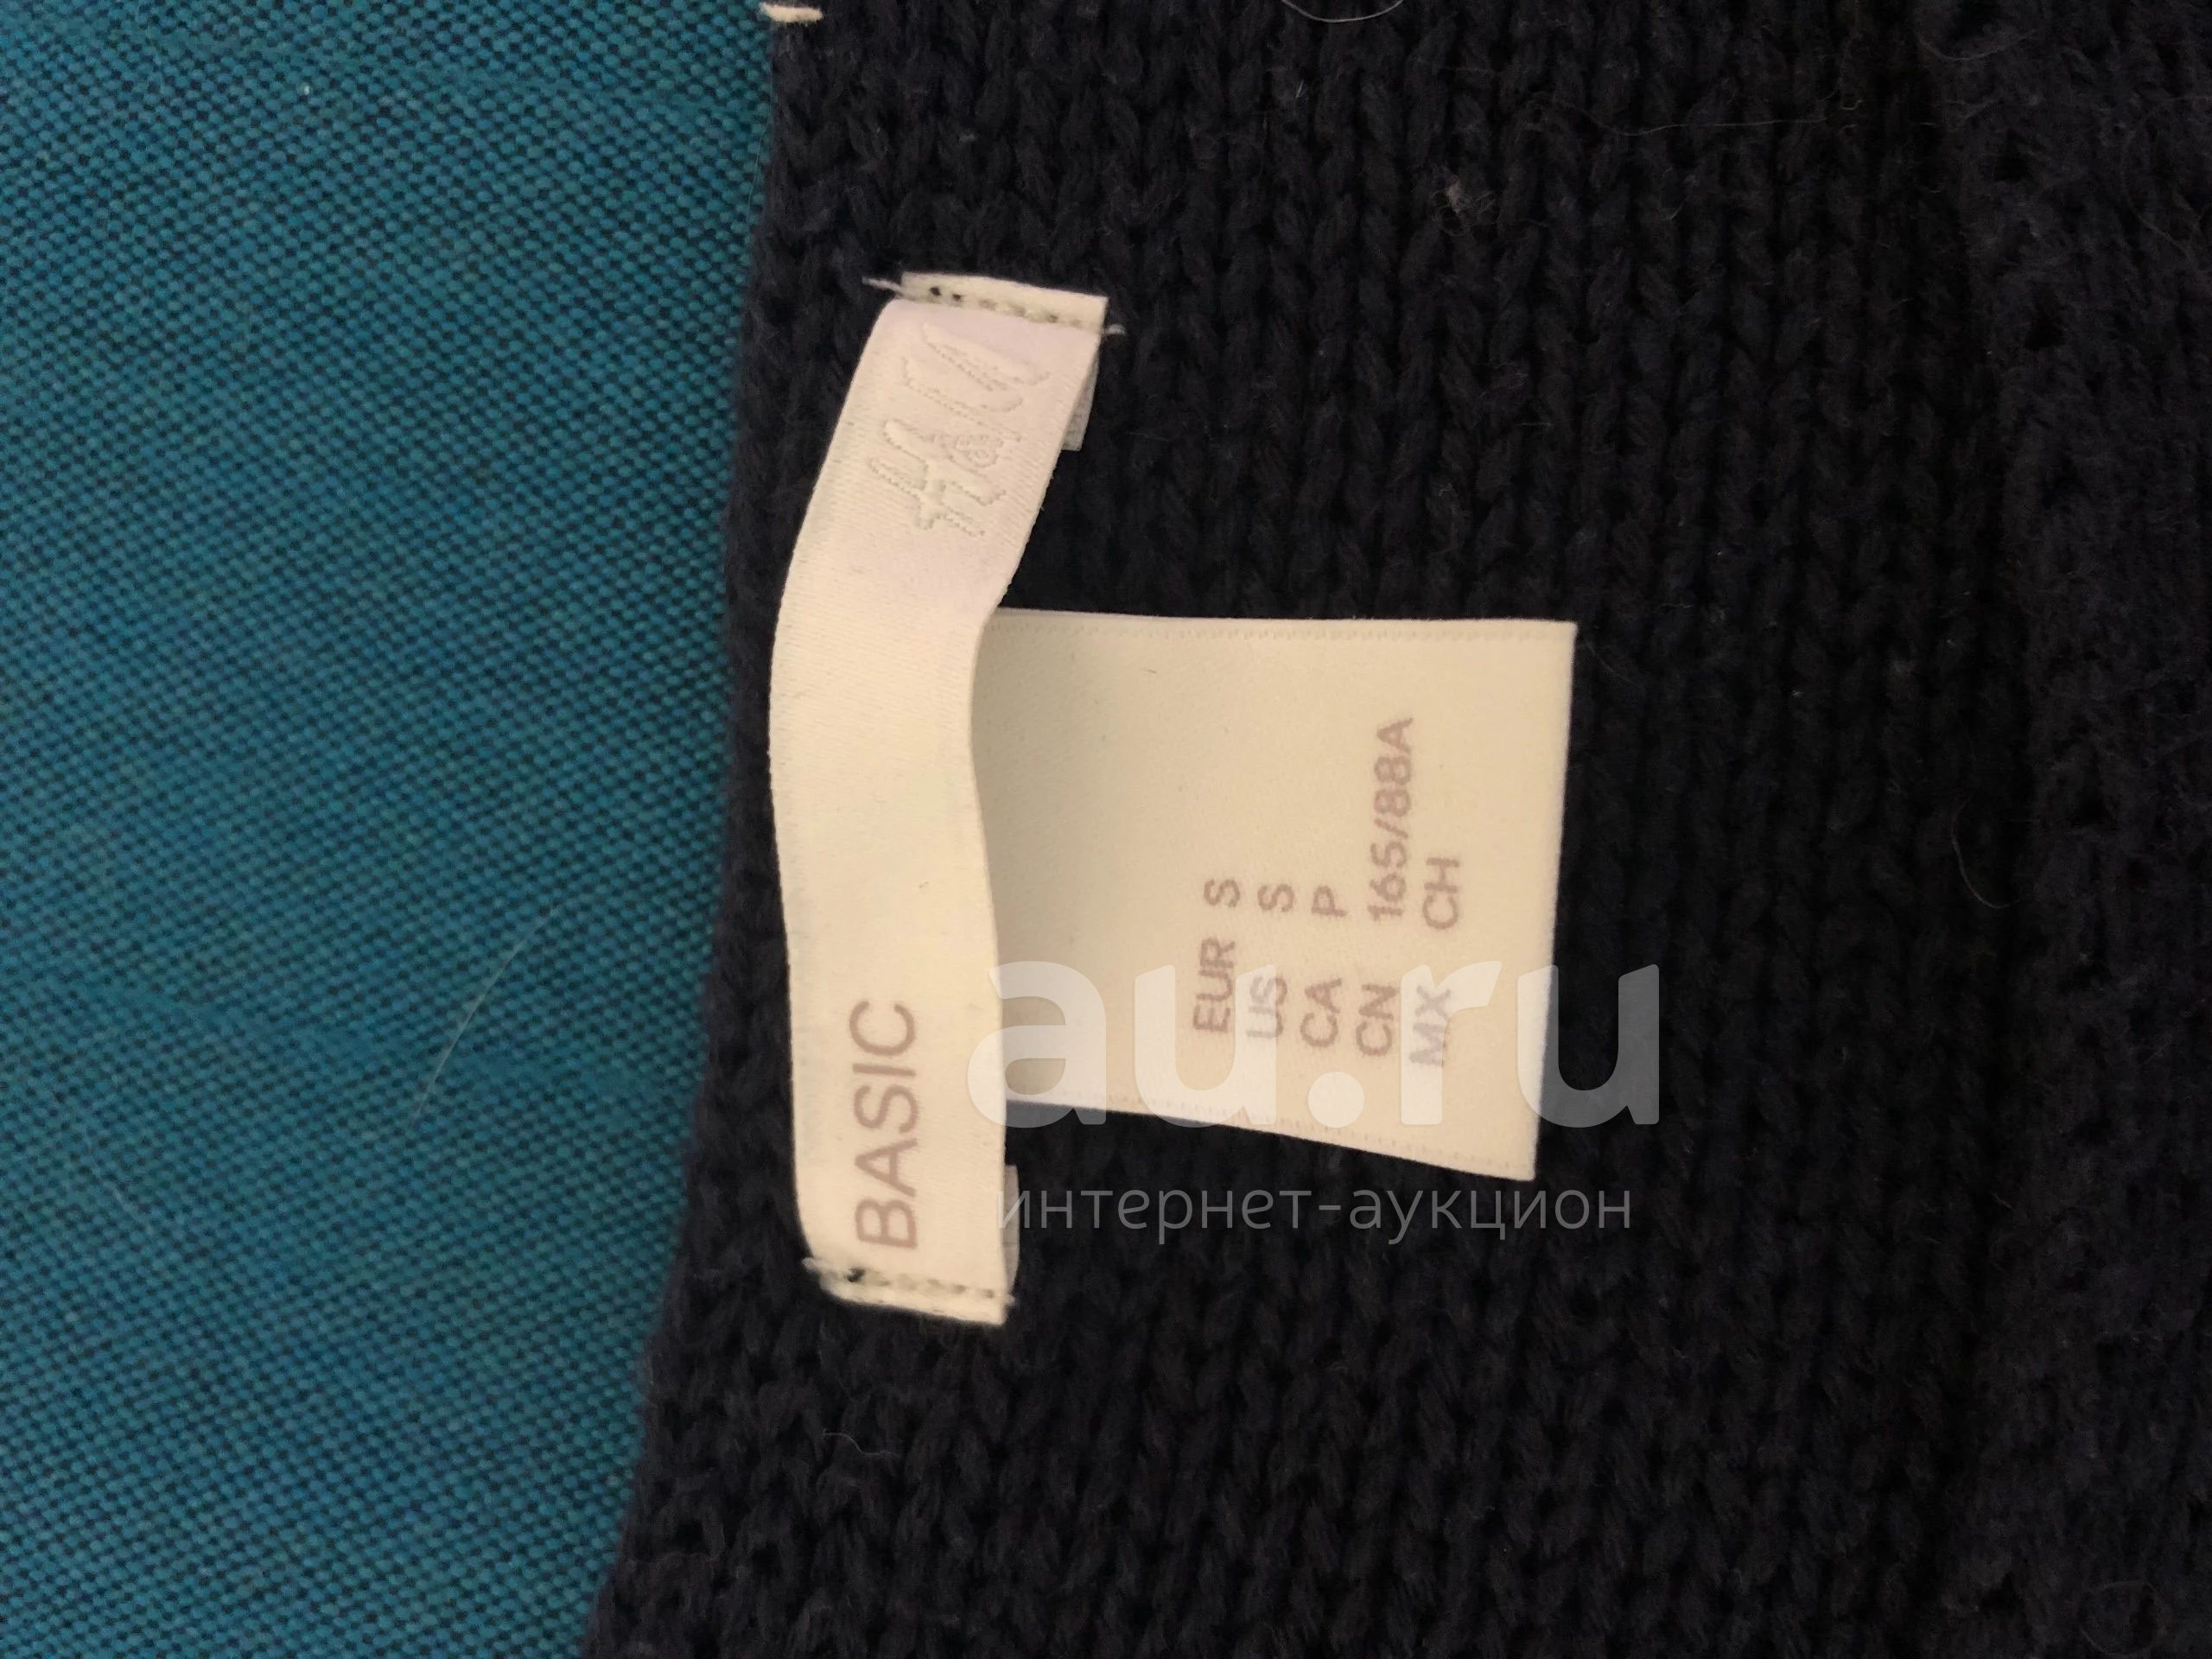 BASIC H&M
EUR S
US S
CA P
CN 165/88A
MX CH
au.ru
интернет-аукцион